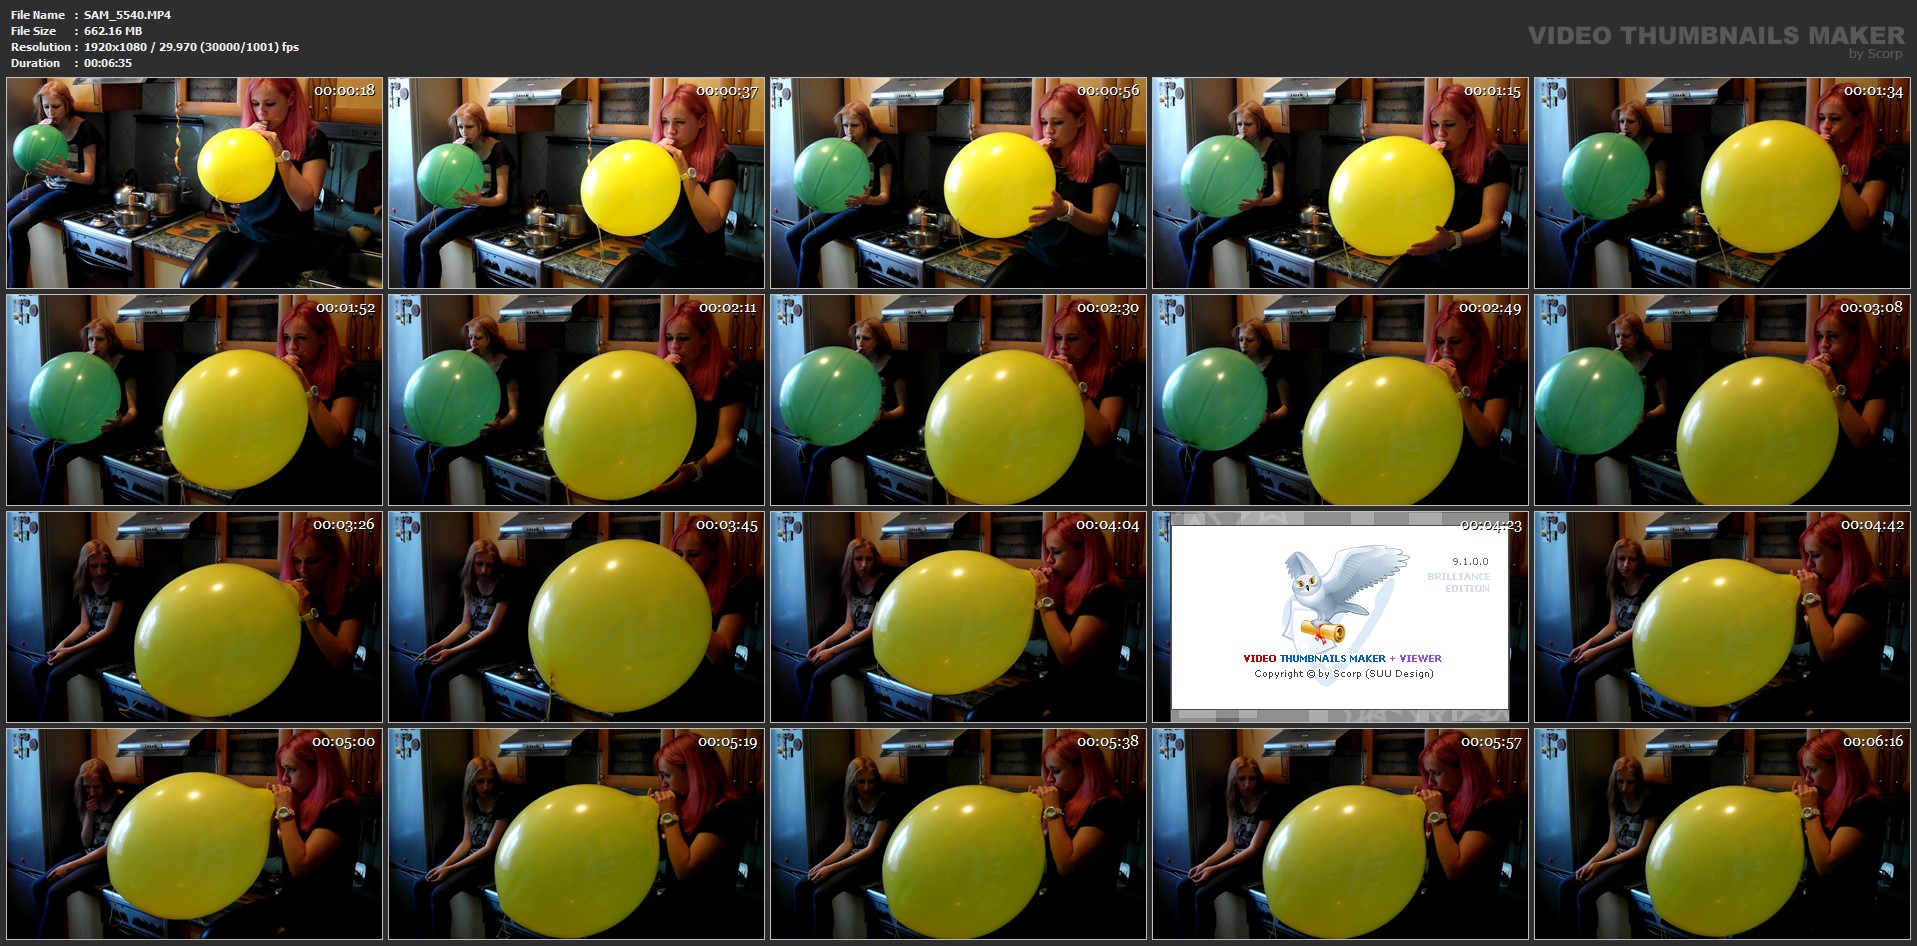 File Name : SAM_5540.MP4
File Size : 662.16 MB
Resolution : 1920x1080 / 29.970 (30000/1001) fps
Duration : 00:06:35
VIDEO THUMBNAILS MAKER
by Scorp
00:00:18
00:00:37
00:00:56
00:01:15
00:01:34
00:01:52
00:02:11
00:02:30
00:02:49
00:03:08
00:03:26
00:03:45
00:04:04
00:04:23
9.1.0.0
BRILLIANCE
EDITION
VIDEO THUMBNAILS MAKER + VIEWER
Copyright © by Scorp (SUU Design)
00:04:42
00:05:00
00:05:19
00:05:38
00:05:57
00:06:16